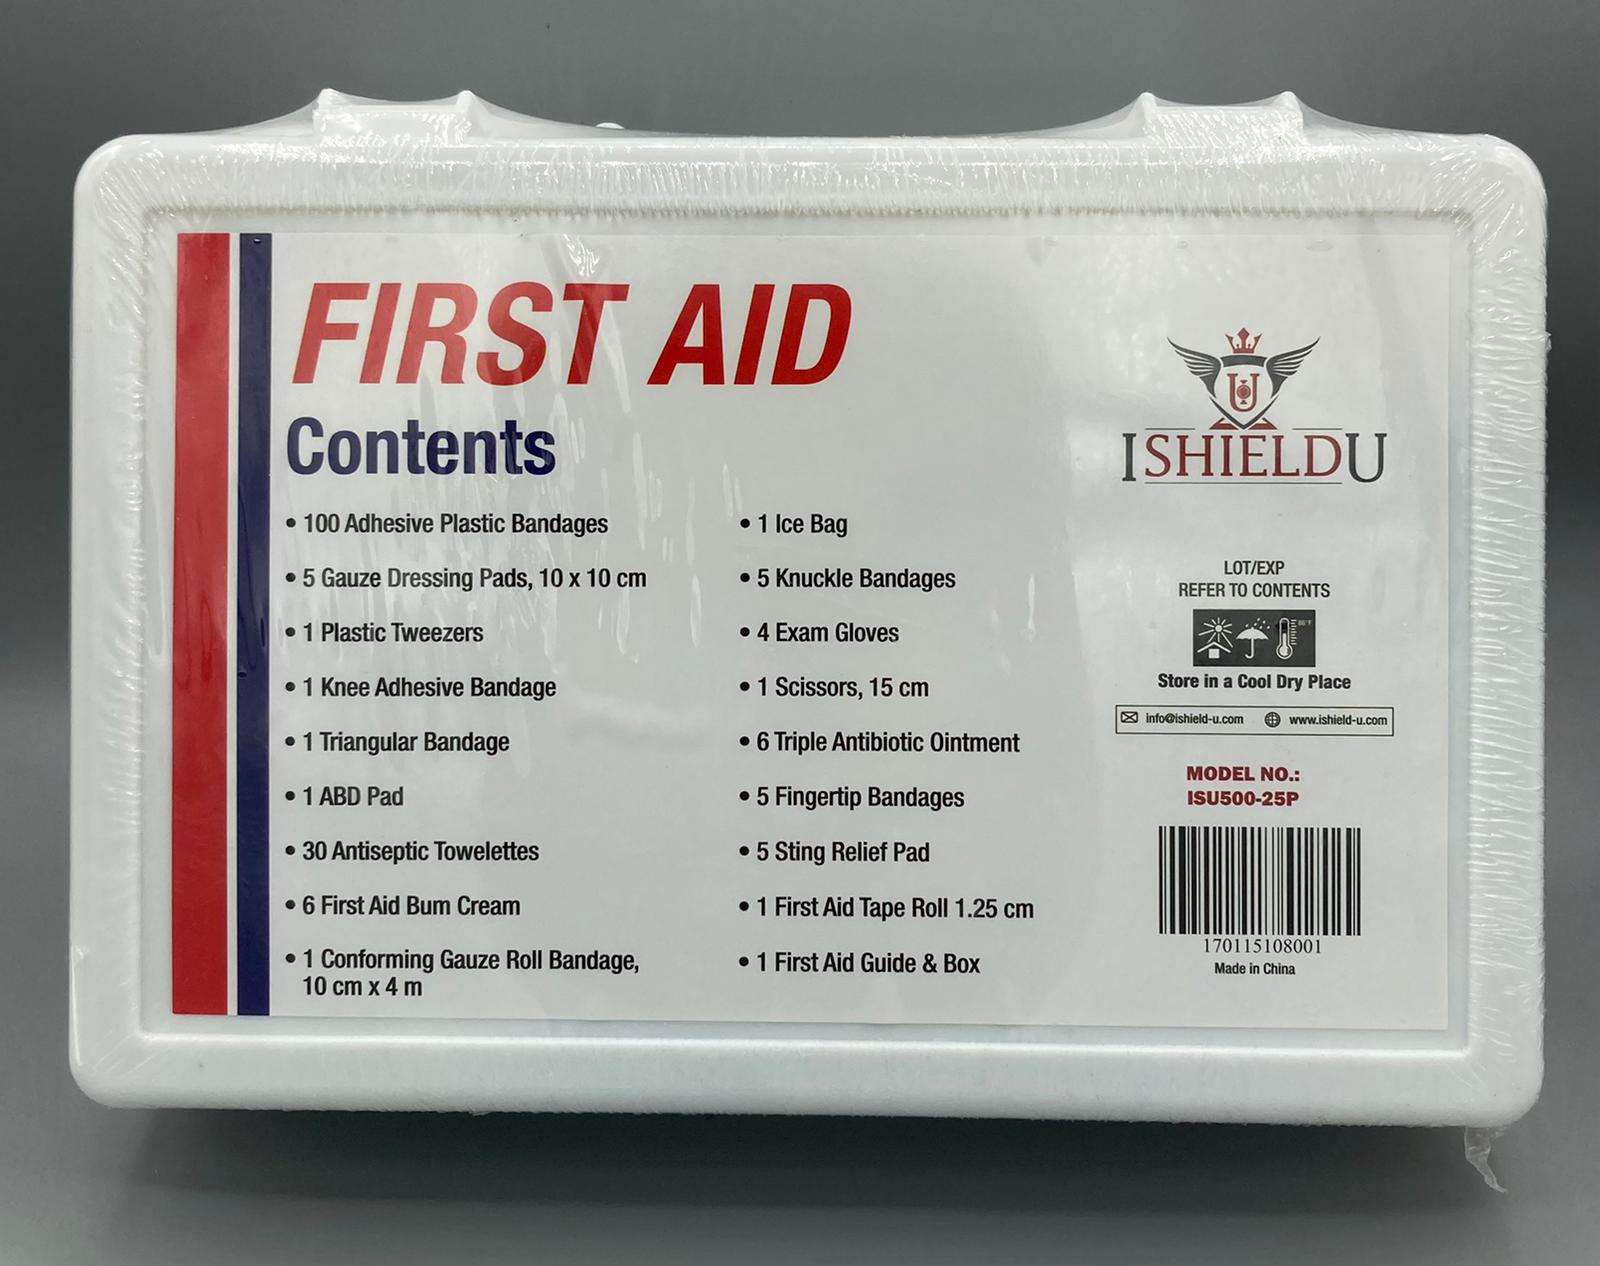 FIRST AID
Contents
• 100 Adhesive Plastic Bandages
• 5 Gauze Dressing Pads, 10 x 10 cm
• 1 Plastic Tweezers
• 1 Knee Adhesive Bandage
• 1 Triangular Bandage
• 1 ABD Pad
• 30 Antiseptic Towelettes
• 6 First Aid Bum Cream
• 1 Conforming Gauze Roll Bandage,
10 cm x 4 m
• 1 Ice Bag
• 5 Knuckle Bandages
• 4 Exam Gloves
• 1 Scissors, 15 cm
• 6 Triple Antibiotic Ointment
• 5 Fingertip Bandages
• 5 Sting Relief Pad
• 1 First Aid Tape Roll 1.25 cm
• 1 First Aid Guide & Box
U
ISHIELDU
LOT/EXP
REFER TO CONTENTS
86°F
Store in a Cool Dry Place
info@ishield-u.com www.ishield-u.com
MODEL NO.:
ISU500-25P
170115108001
Made in China